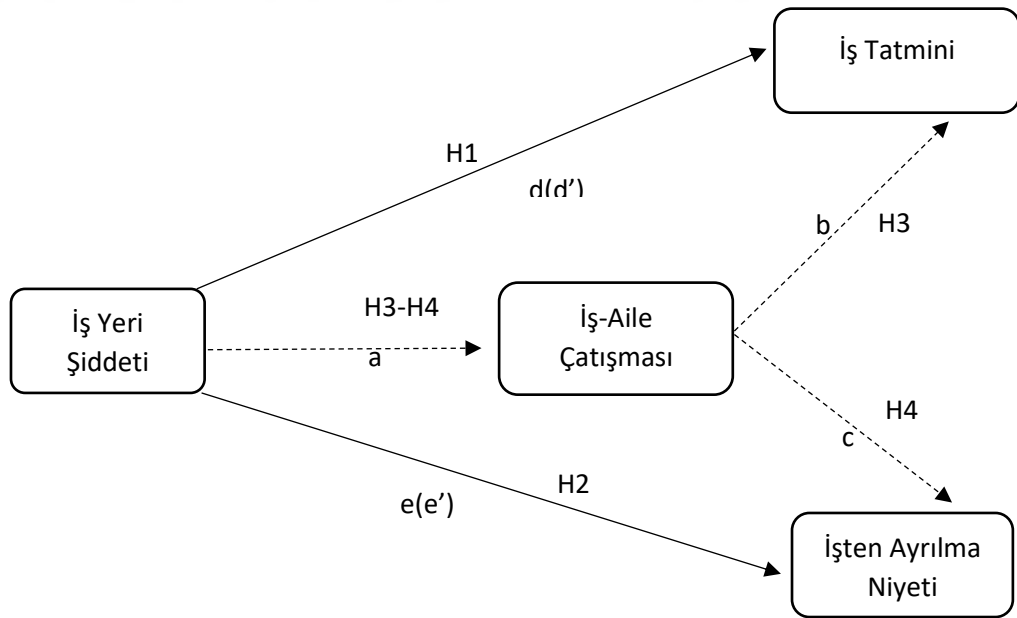 İş Tatmini
H1
d(d’)
b
H3
H3-H4
a
İş Yeri
Şiddeti
İş-Aile
Çatışması
H4
c
H2
e(e’)
İşten Ayrılma
Niyeti